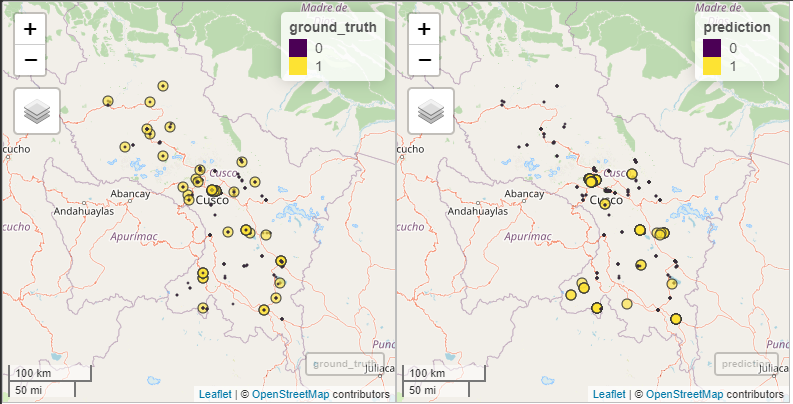 Madre de
Madre de
+
ground_truth
+
prediction
−
0
−
0
1
1
cucho
cucho
Cusco
Cusco
Abancay
Cusco
Abancay
Cusco
Andahuaylas
Andahuaylas
cucho
Apurímac
cucho
Apurímac
100 km
ground_truth
100 km
prediction
50 mi
Juliaca
50 mi
Juliaca
Leaflet | © OpenStreetMap contributors
Leaflet | © OpenStreetMap contributors